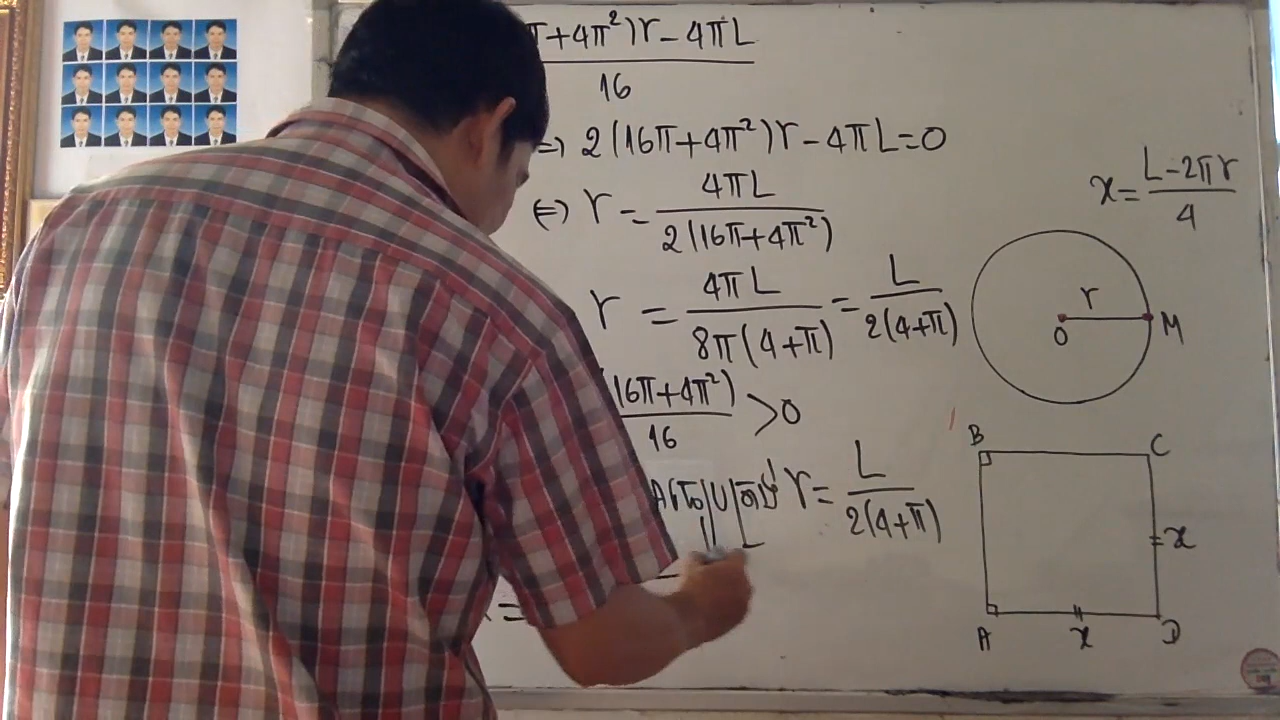 π+4π²)r-4πL
16
⇒ 2(16π+4π²)r-4πL=0
⇔ r= 4πL
2(16π+4π²)
r = 4πL = L
8π(4+π) 2(4+π)
(16π+4π²) >0
16
r= L
2(4+π)
=
x= L-2πr
4
r
O M
B C
x
A x D